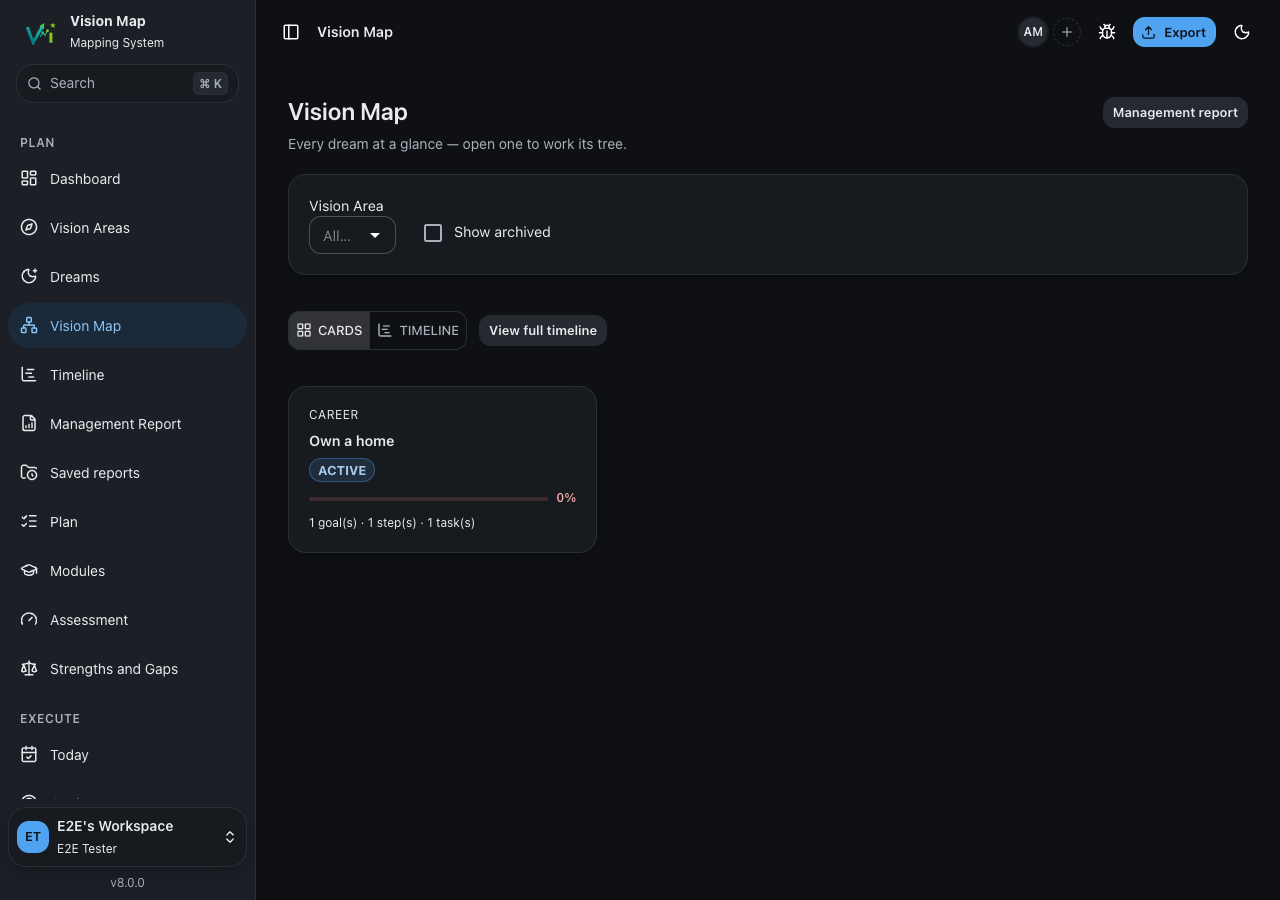 Vision Map
Mapping System
Search
⌘ K
PLAN
Dashboard
Vision Areas
Dreams
Vision Map
Timeline
Management Report
Saved reports
Plan
Modules
Assessment
Strengths and Gaps
EXECUTE
Today
ET
E2E's Workspace
E2E Tester
v8.0.0
Vision Map
AM
Export
Vision Map
Management report
Every dream at a glance — open one to work its tree.
Vision Area
All...
Show archived
CARDS
TIMELINE
View full timeline
CAREER
Own a home
ACTIVE
0%
1 goal(s) · 1 step(s) · 1 task(s)